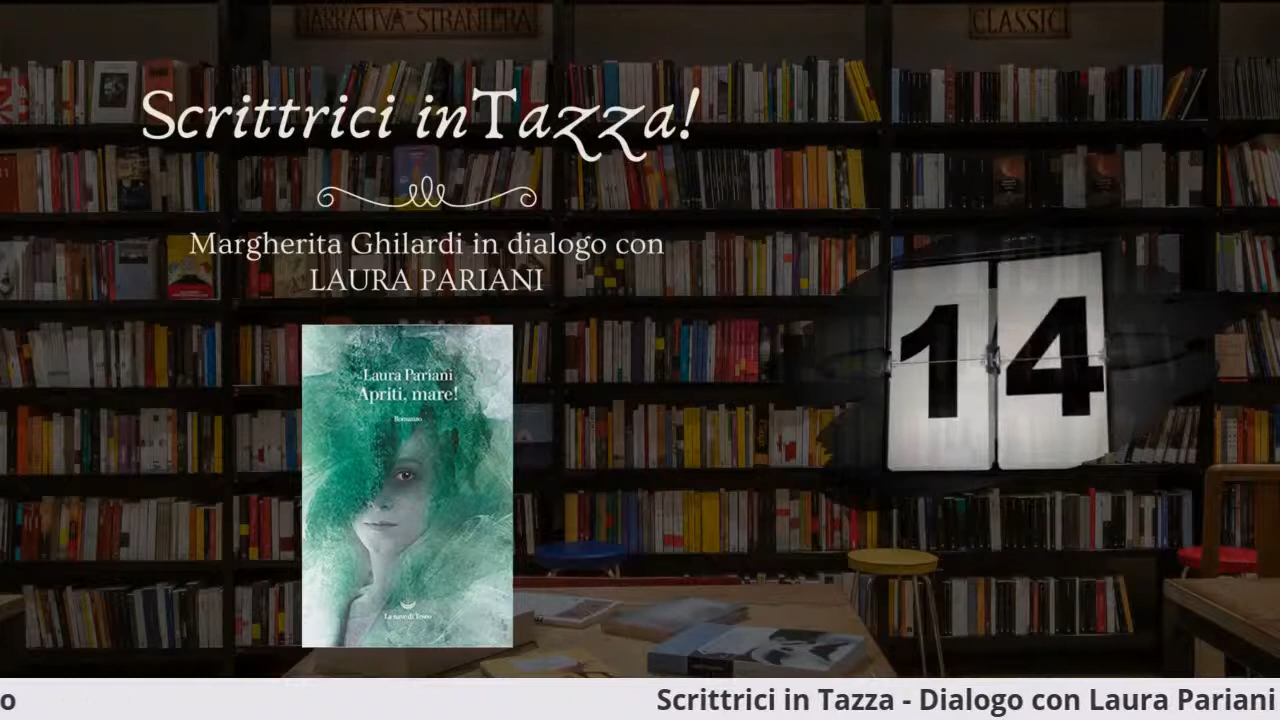 NARRATIVA STRANIERA
CLASSICI
Scrittrici inTazza!
Margherita Ghilardi in dialogo con
LAURA PARIANI
Laura Pariani
Apriti, mare!
Romanzo
La nave di Teseo
14
o
Scrittrici in Tazza - Dialogo con Laura Pariani